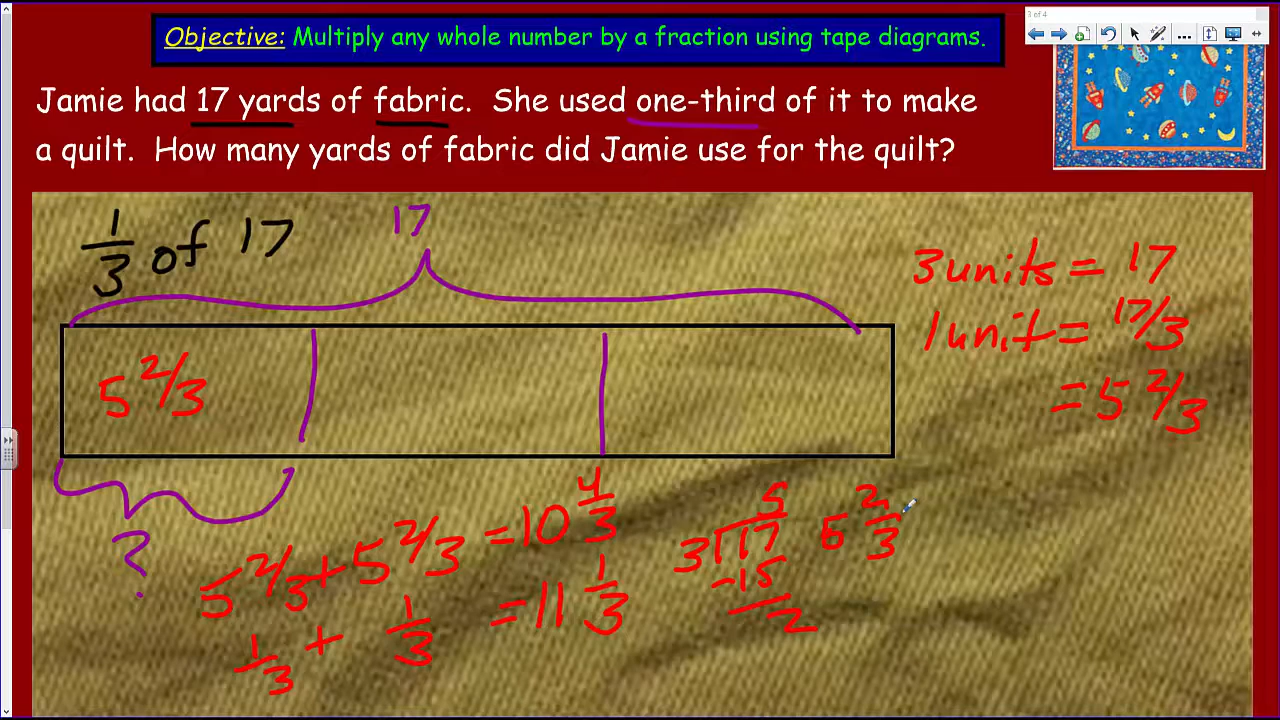 3 of 4
Objective: Multiply any whole number by a fraction using tape diagrams.
Jamie had 17 yards of fabric. She used one-third of it to make
a quilt. How many yards of fabric did Jamie use for the quilt?
1/3 of 17
17
3 units = 17
1 unit = 17/3
= 5 2/3
5 2/3
?
5 2/3 + 5 2/3 = 10 4/3
1/3 + 1/3 = 11 1/3
5
3 17 5 2/3
-15
2